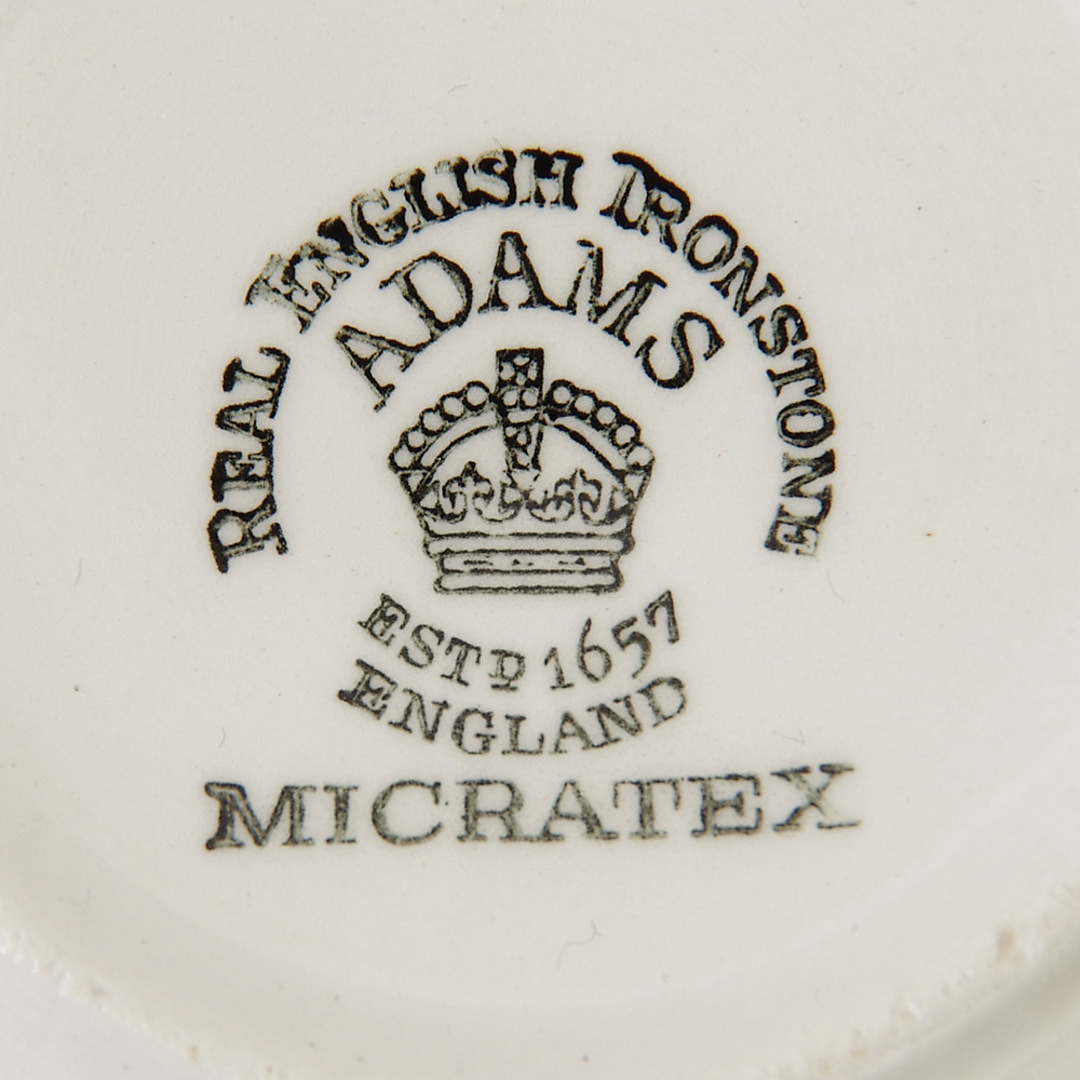 REAL ENGLISH IRONSTONE
ADAMS
ESTD 1657
ENGLAND
MICRATEX